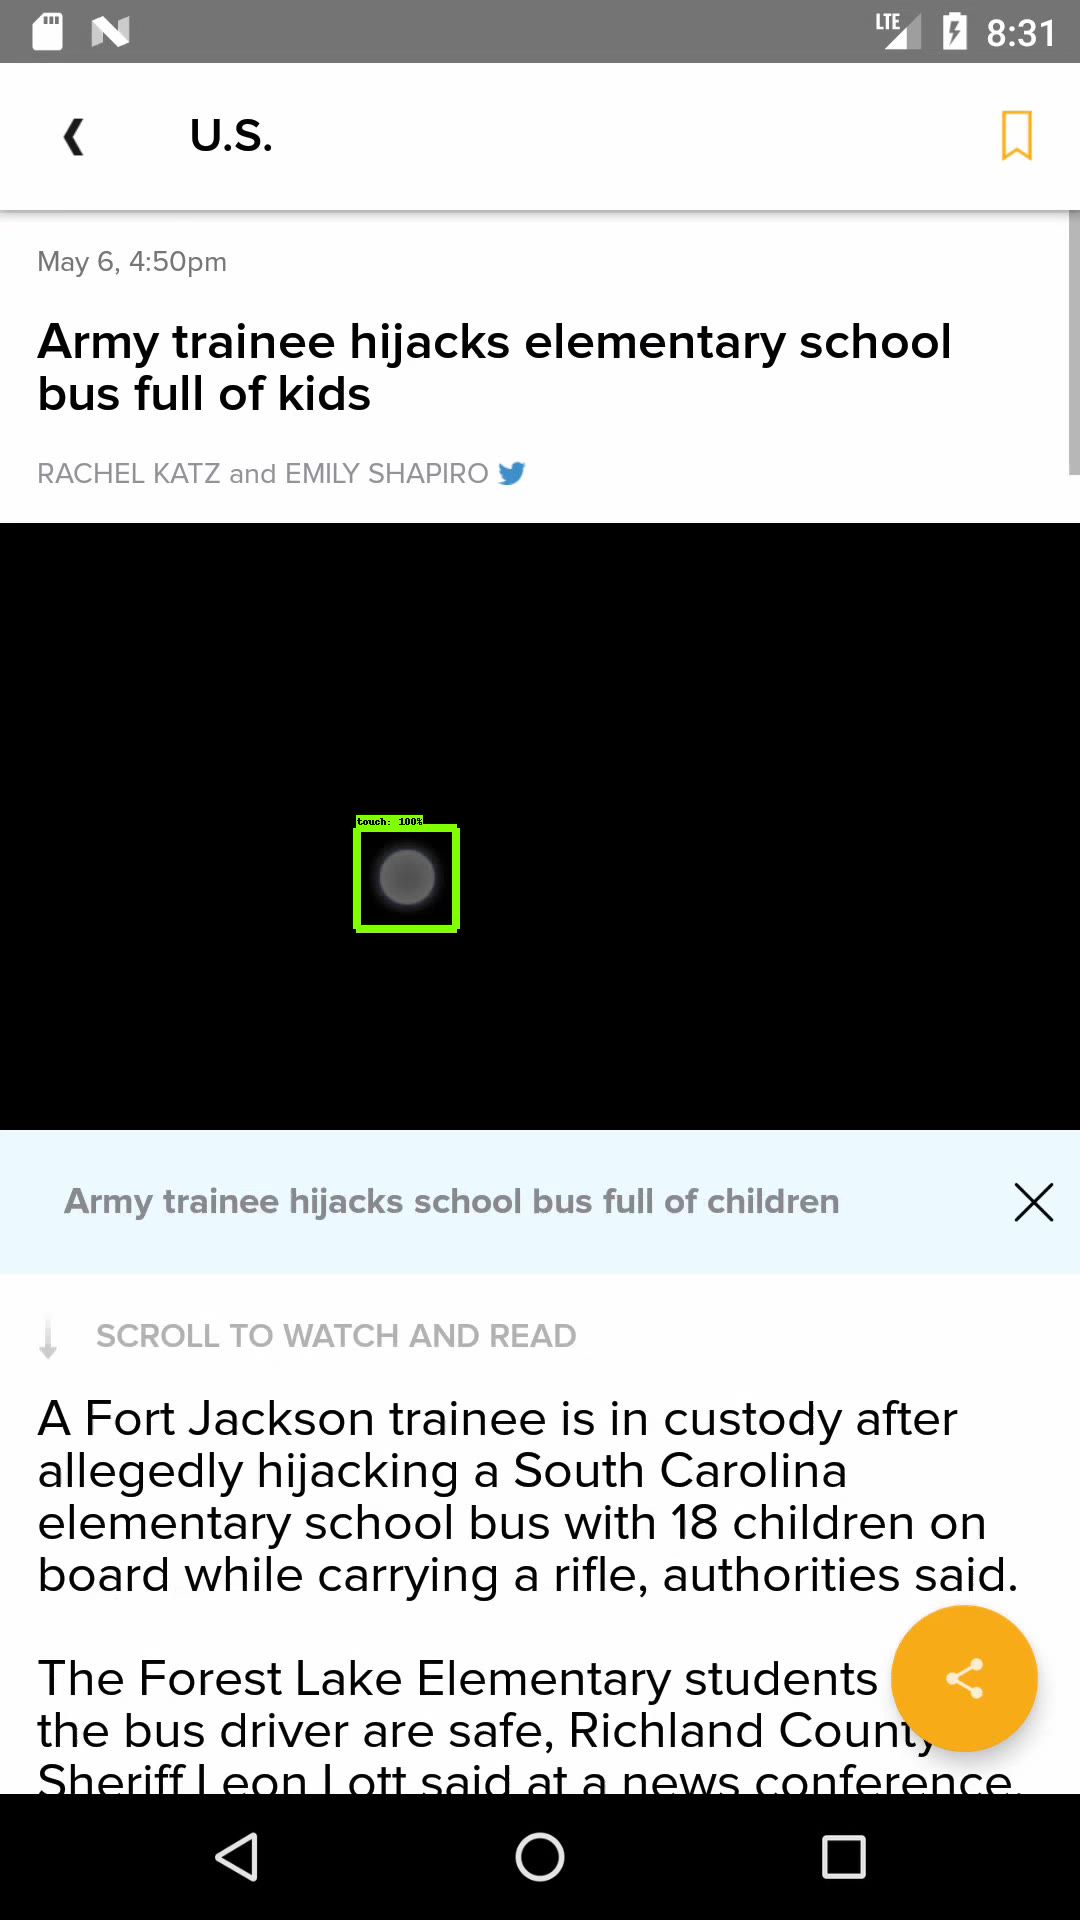 LTE 8:31
U.S.
May 6, 4:50pm
Army trainee hijacks elementary school
bus full of kids
RACHEL KATZ and EMILY SHAPIRO
touch: 100%
Army trainee hijacks school bus full of children
SCROLL TO WATCH AND READ
A Fort Jackson trainee is in custody after
allegedly hijacking a South Carolina
elementary school bus with 18 children on
board while carrying a rifle, authorities said.
The Forest Lake Elementary students
the bus driver are safe, Richland County
Sheriff Leon Lott said at a news conference.